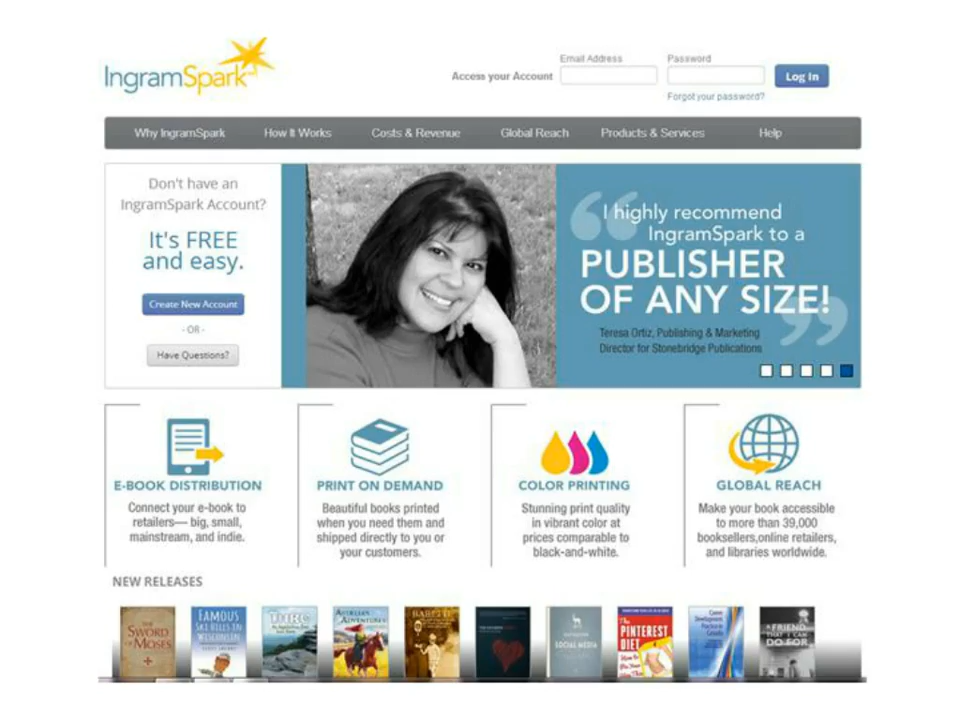 IngramSpark
Email Address
Password
Access your Account
Log In
Forgot your password?
Why IngramSpark
How It Works
Costs & Revenue
Global Reach
Products & Services
Help
Don't have an
IngramSpark Account?
It's FREE
and easy.
Create New Account
- OR -
Have Questions?
“I highly recommend
IngramSpark to a
PUBLISHER
OF ANY SIZE!”
Teresa Ortiz, Publishing & Marketing
Director for Stonebridge Publications
E-BOOK DISTRIBUTION
Connect your e-book to
retailers— big, small,
mainstream, and indie.
PRINT ON DEMAND
Beautiful books printed
when you need them and
shipped directly to you or
your customers.
COLOR PRINTING
Stunning print quality
in vibrant color at
prices comparable to
black-and-white.
GLOBAL REACH
Make your book accessible
to more than 39,000
booksellers,online retailers,
and libraries worldwide.
NEW RELEASES
THE
SWORD
OF MOSES
FAMOUS
SKI HILLS IN
WISCONSIN
ADVENTURES
SOCIAL MEDIA
The
PINTEREST
DIET
A FRIEND
THAT I CAN
DO FOR